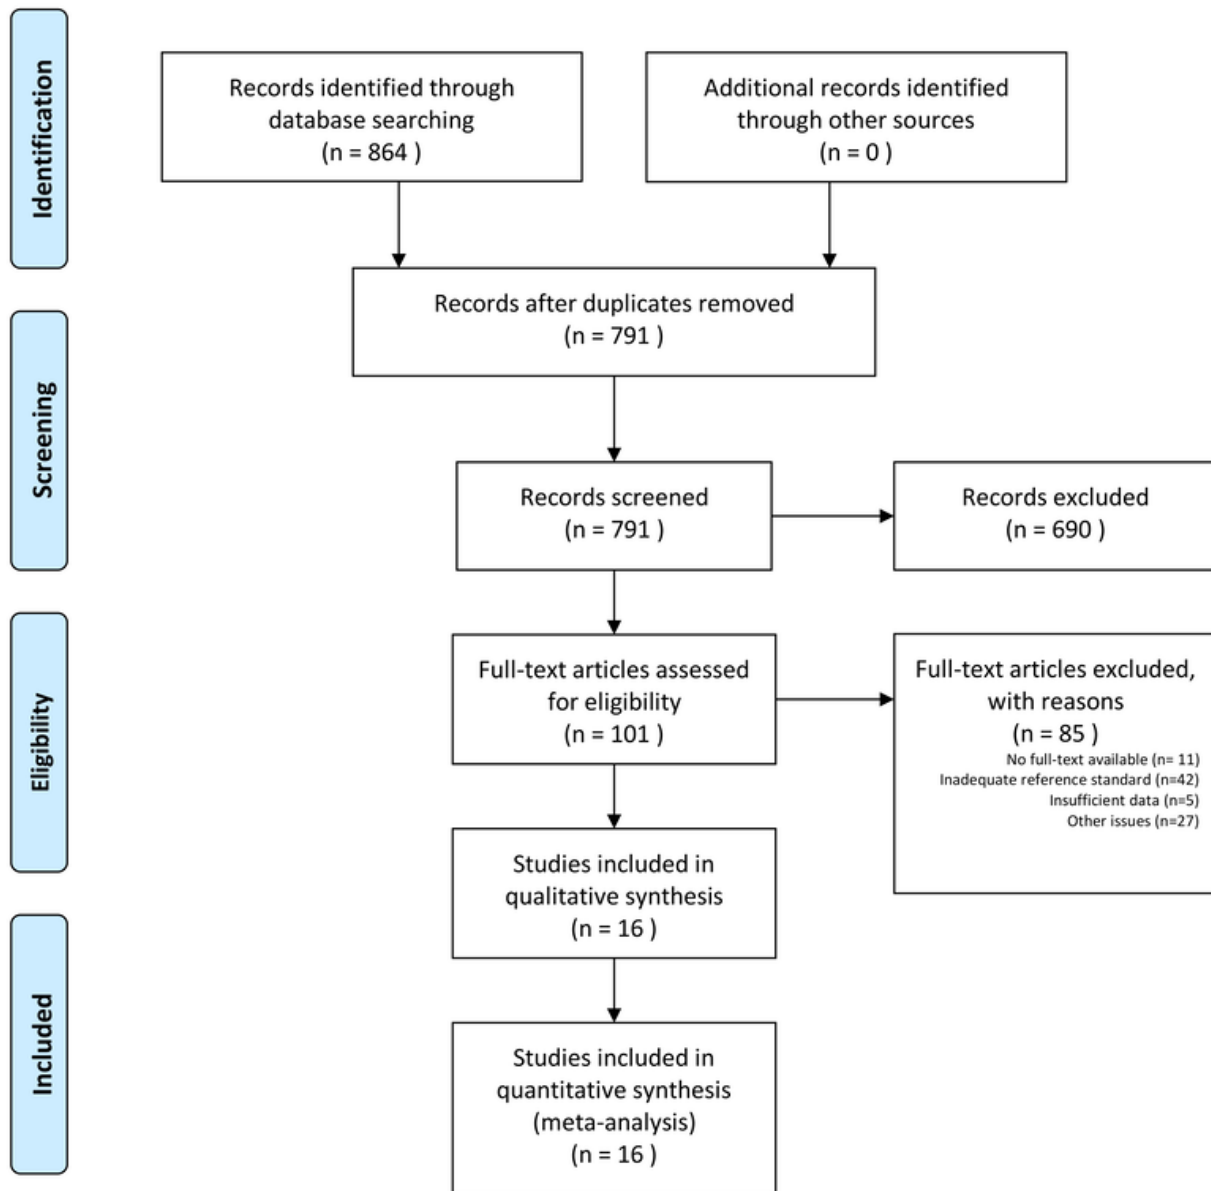 Identification
Records identified through
database searching
(n = 864 )
Additional records identified
through other sources
(n = 0 )
Records after duplicates removed
(n = 791 )
Screening
Records screened
(n = 791 )
Records excluded
(n = 690 )
Eligibility
Full-text articles assessed
for eligibility
(n = 101 )
Full-text articles excluded,
with reasons
(n = 85 )
No full-text available (n= 11)
Inadequate reference standard (n=42)
Insufficient data (n=5)
Other issues (n=27)
Studies included in
qualitative synthesis
(n = 16 )
Included
Studies included in
quantitative synthesis
(meta-analysis)
(n = 16 )